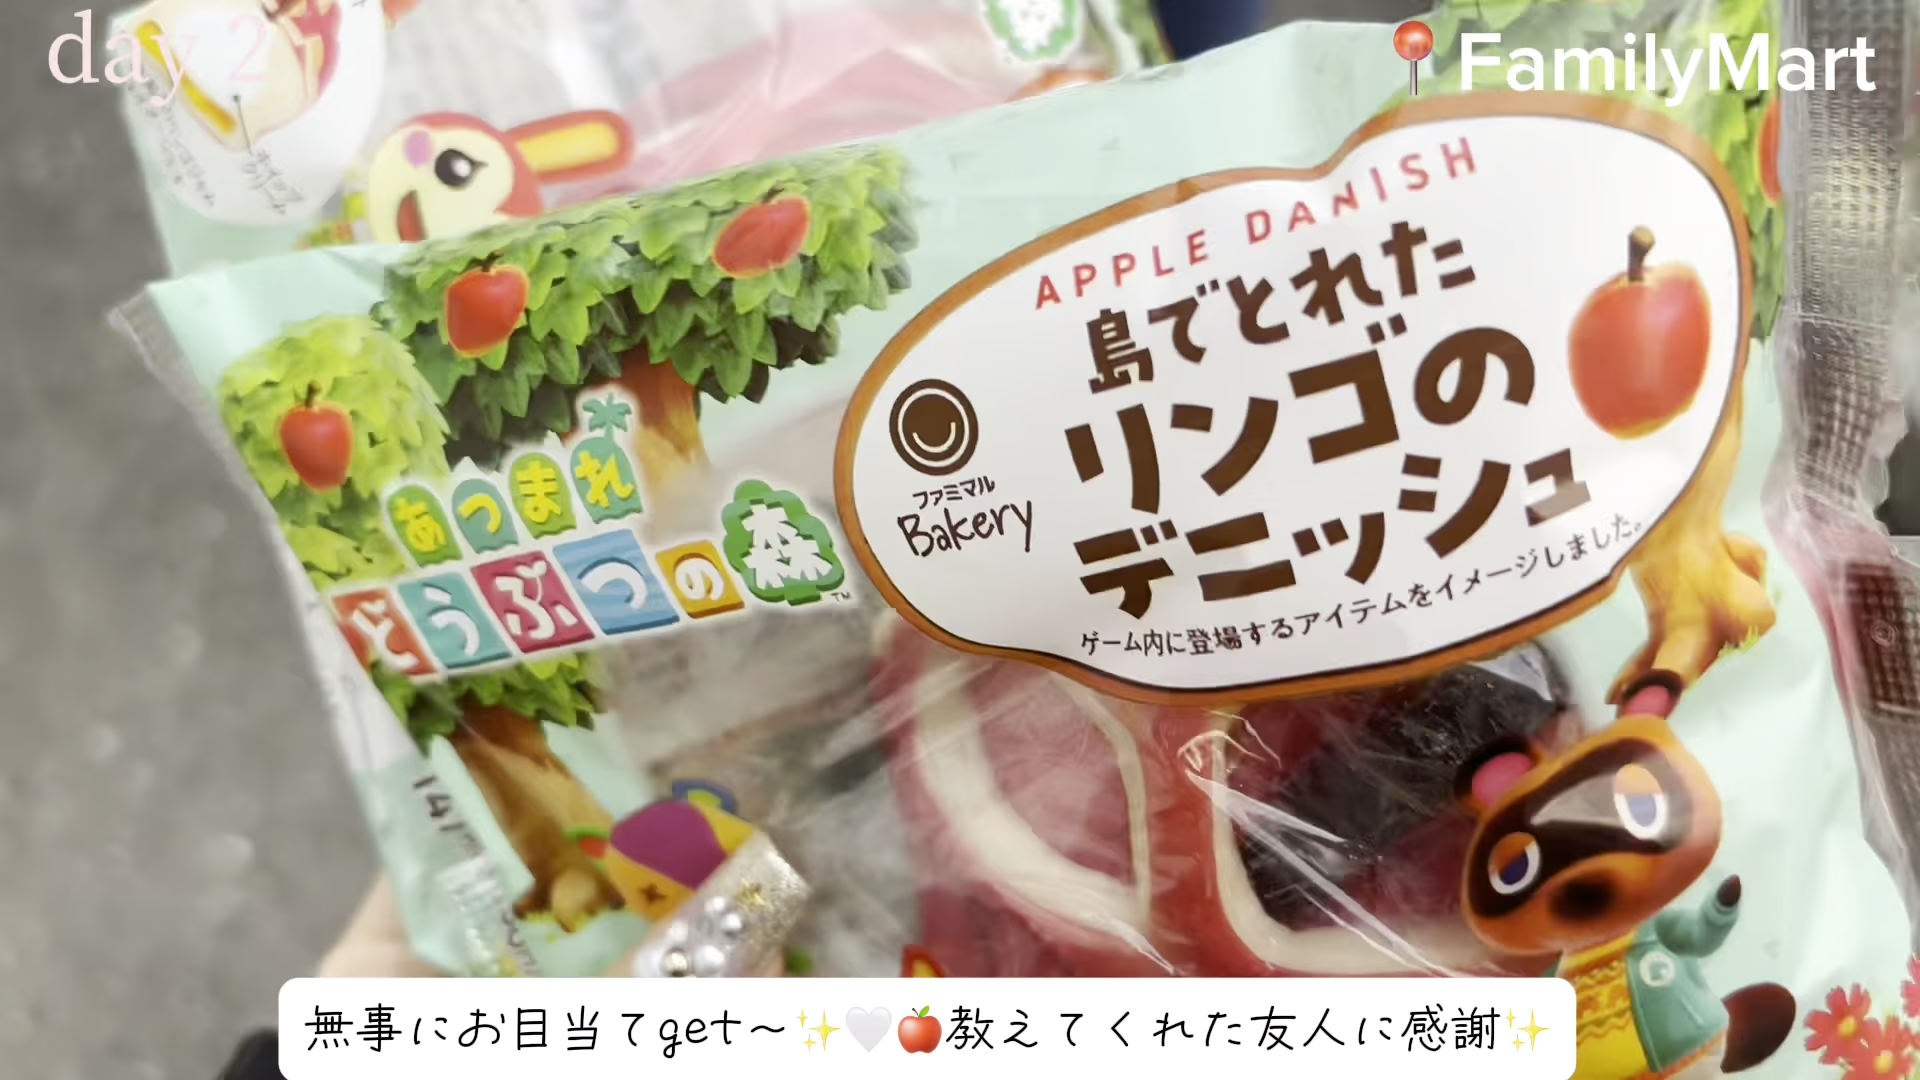 day 2
📍FamilyMart
APPLE DANISH
島でとれた
リンゴの
デニッシュ
ゲーム内に登場するアイテムをイメージしました。
ファミマル
Bakery
あつまれ
どうぶつの森™
無事にお目当てget〜✨🤍🍎教えてくれた友人に感謝✨